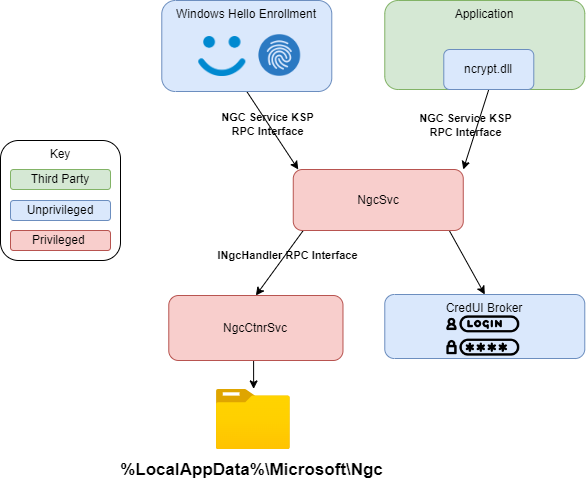 Windows Hello Enrollment
Application
ncrypt.dll
NGC Service KSP
RPC Interface
NGC Service KSP
RPC Interface
Key
Third Party
Unprivileged
Privileged
NgcSvc
INgcHandler RPC Interface
NgcCtnrSvc
CredUI Broker
LOGIN
****
%LocalAppData%\Microsoft\Ngc